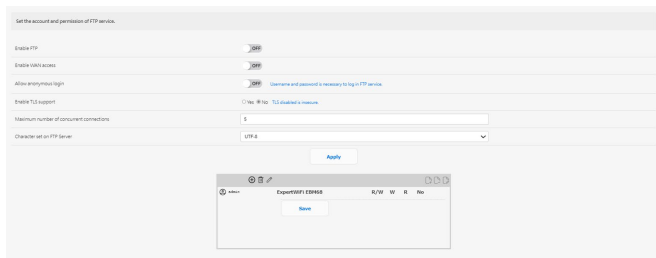 Set the account and permission of FTP service.
Enable FTP OFF
Enable WAN access OFF
Allow anonymous login OFF Username and password is necessary to log in FTP service.
Enable TLS support Yes No TLS disabled is insecure.
Maximum number of concurrent connections 5
Character set on FTP Server UTF-8
Apply
admin ExpertWiFi EBM68 R/W W R No
Save